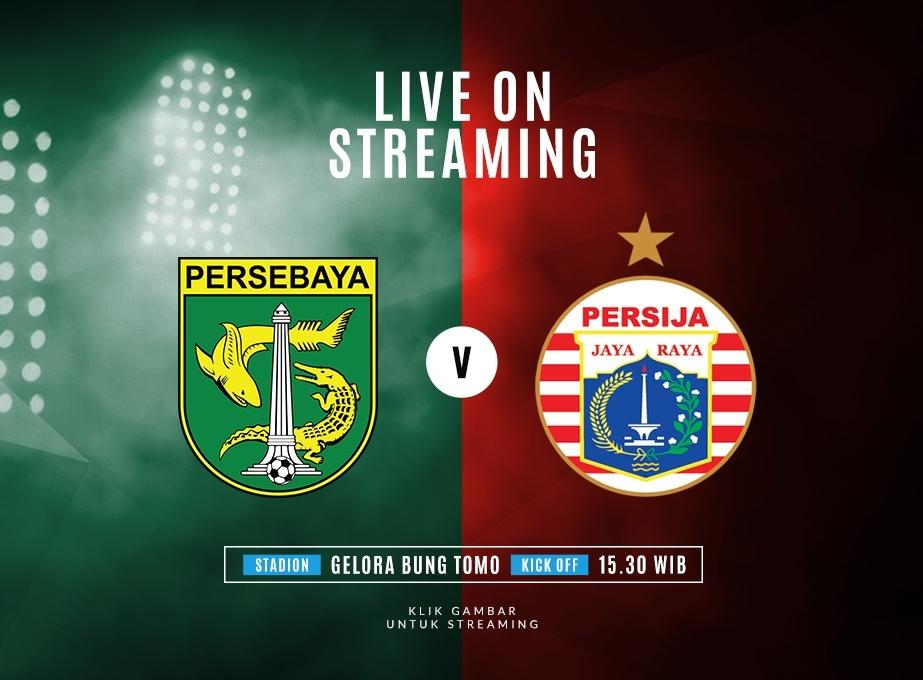 LIVE ON
STREAMING
PERSEBAYA
PERSIJA
JAYA RAYA
V
STADION GELORA BUNG TOMO KICK OFF 15.30 WIB
KLIK GAMBAR
UNTUK STREAMING